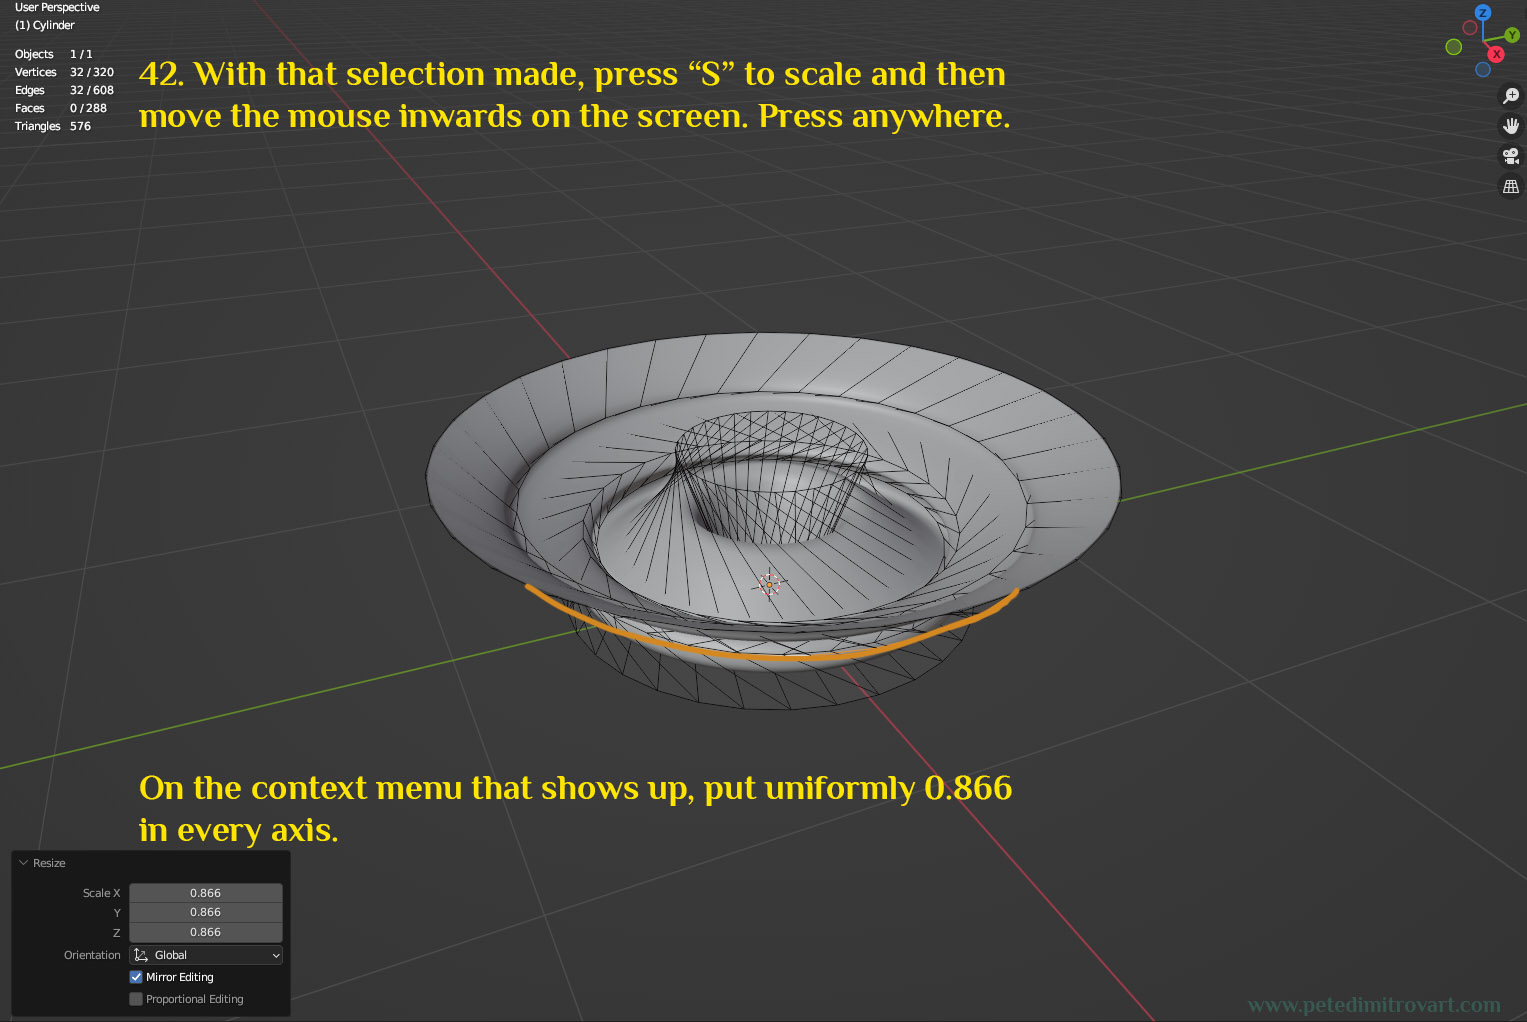 User Perspective
(1) Cylinder
Objects 1 / 1
Vertices 32 / 320
Edges 32 / 608
Faces 0 / 288
Triangles 576
42. With that selection made, press “S” to scale and then
move the mouse inwards on the screen. Press anywhere.
Z
Y
X
On the context menu that shows up, put uniformly 0.866
in every axis.
Resize
Scale X 0.866
Y 0.866
Z 0.866
Orientation Global
Mirror Editing
Proportional Editing
www.petedimitrovart.com